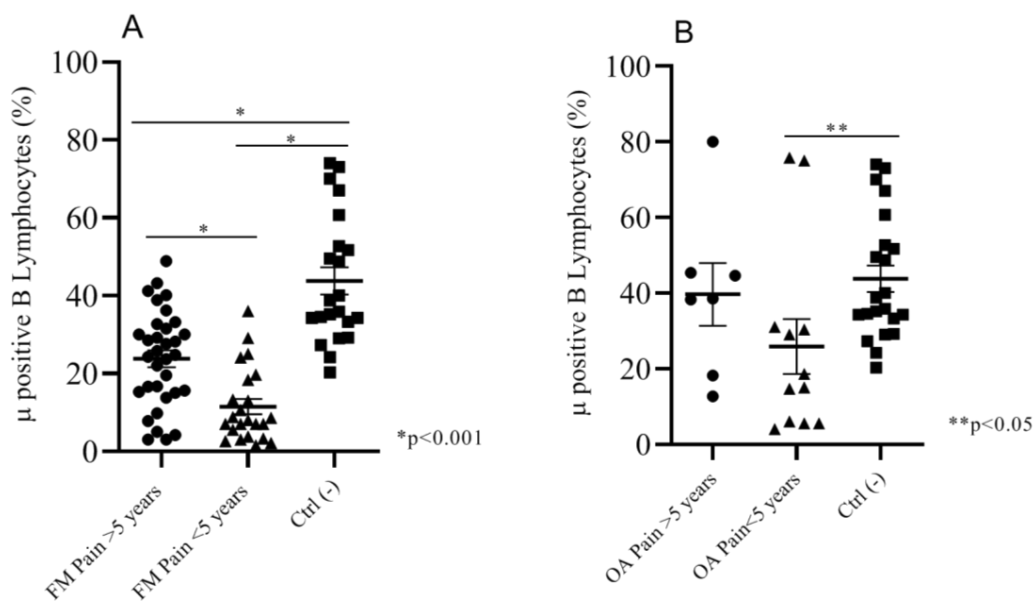 A
μ positive B Lymphocytes (%)
100
80
60
40
20
0
*
*
*
FM Pain >5 years
FM Pain <5 years
Ctrl (-)
*p<0.001
B
μ positive B Lymphocytes (%)
100
80
60
40
20
0
**
OA Pain >5 years
OA Pain<5 years
Ctrl (-)
**p<0.05